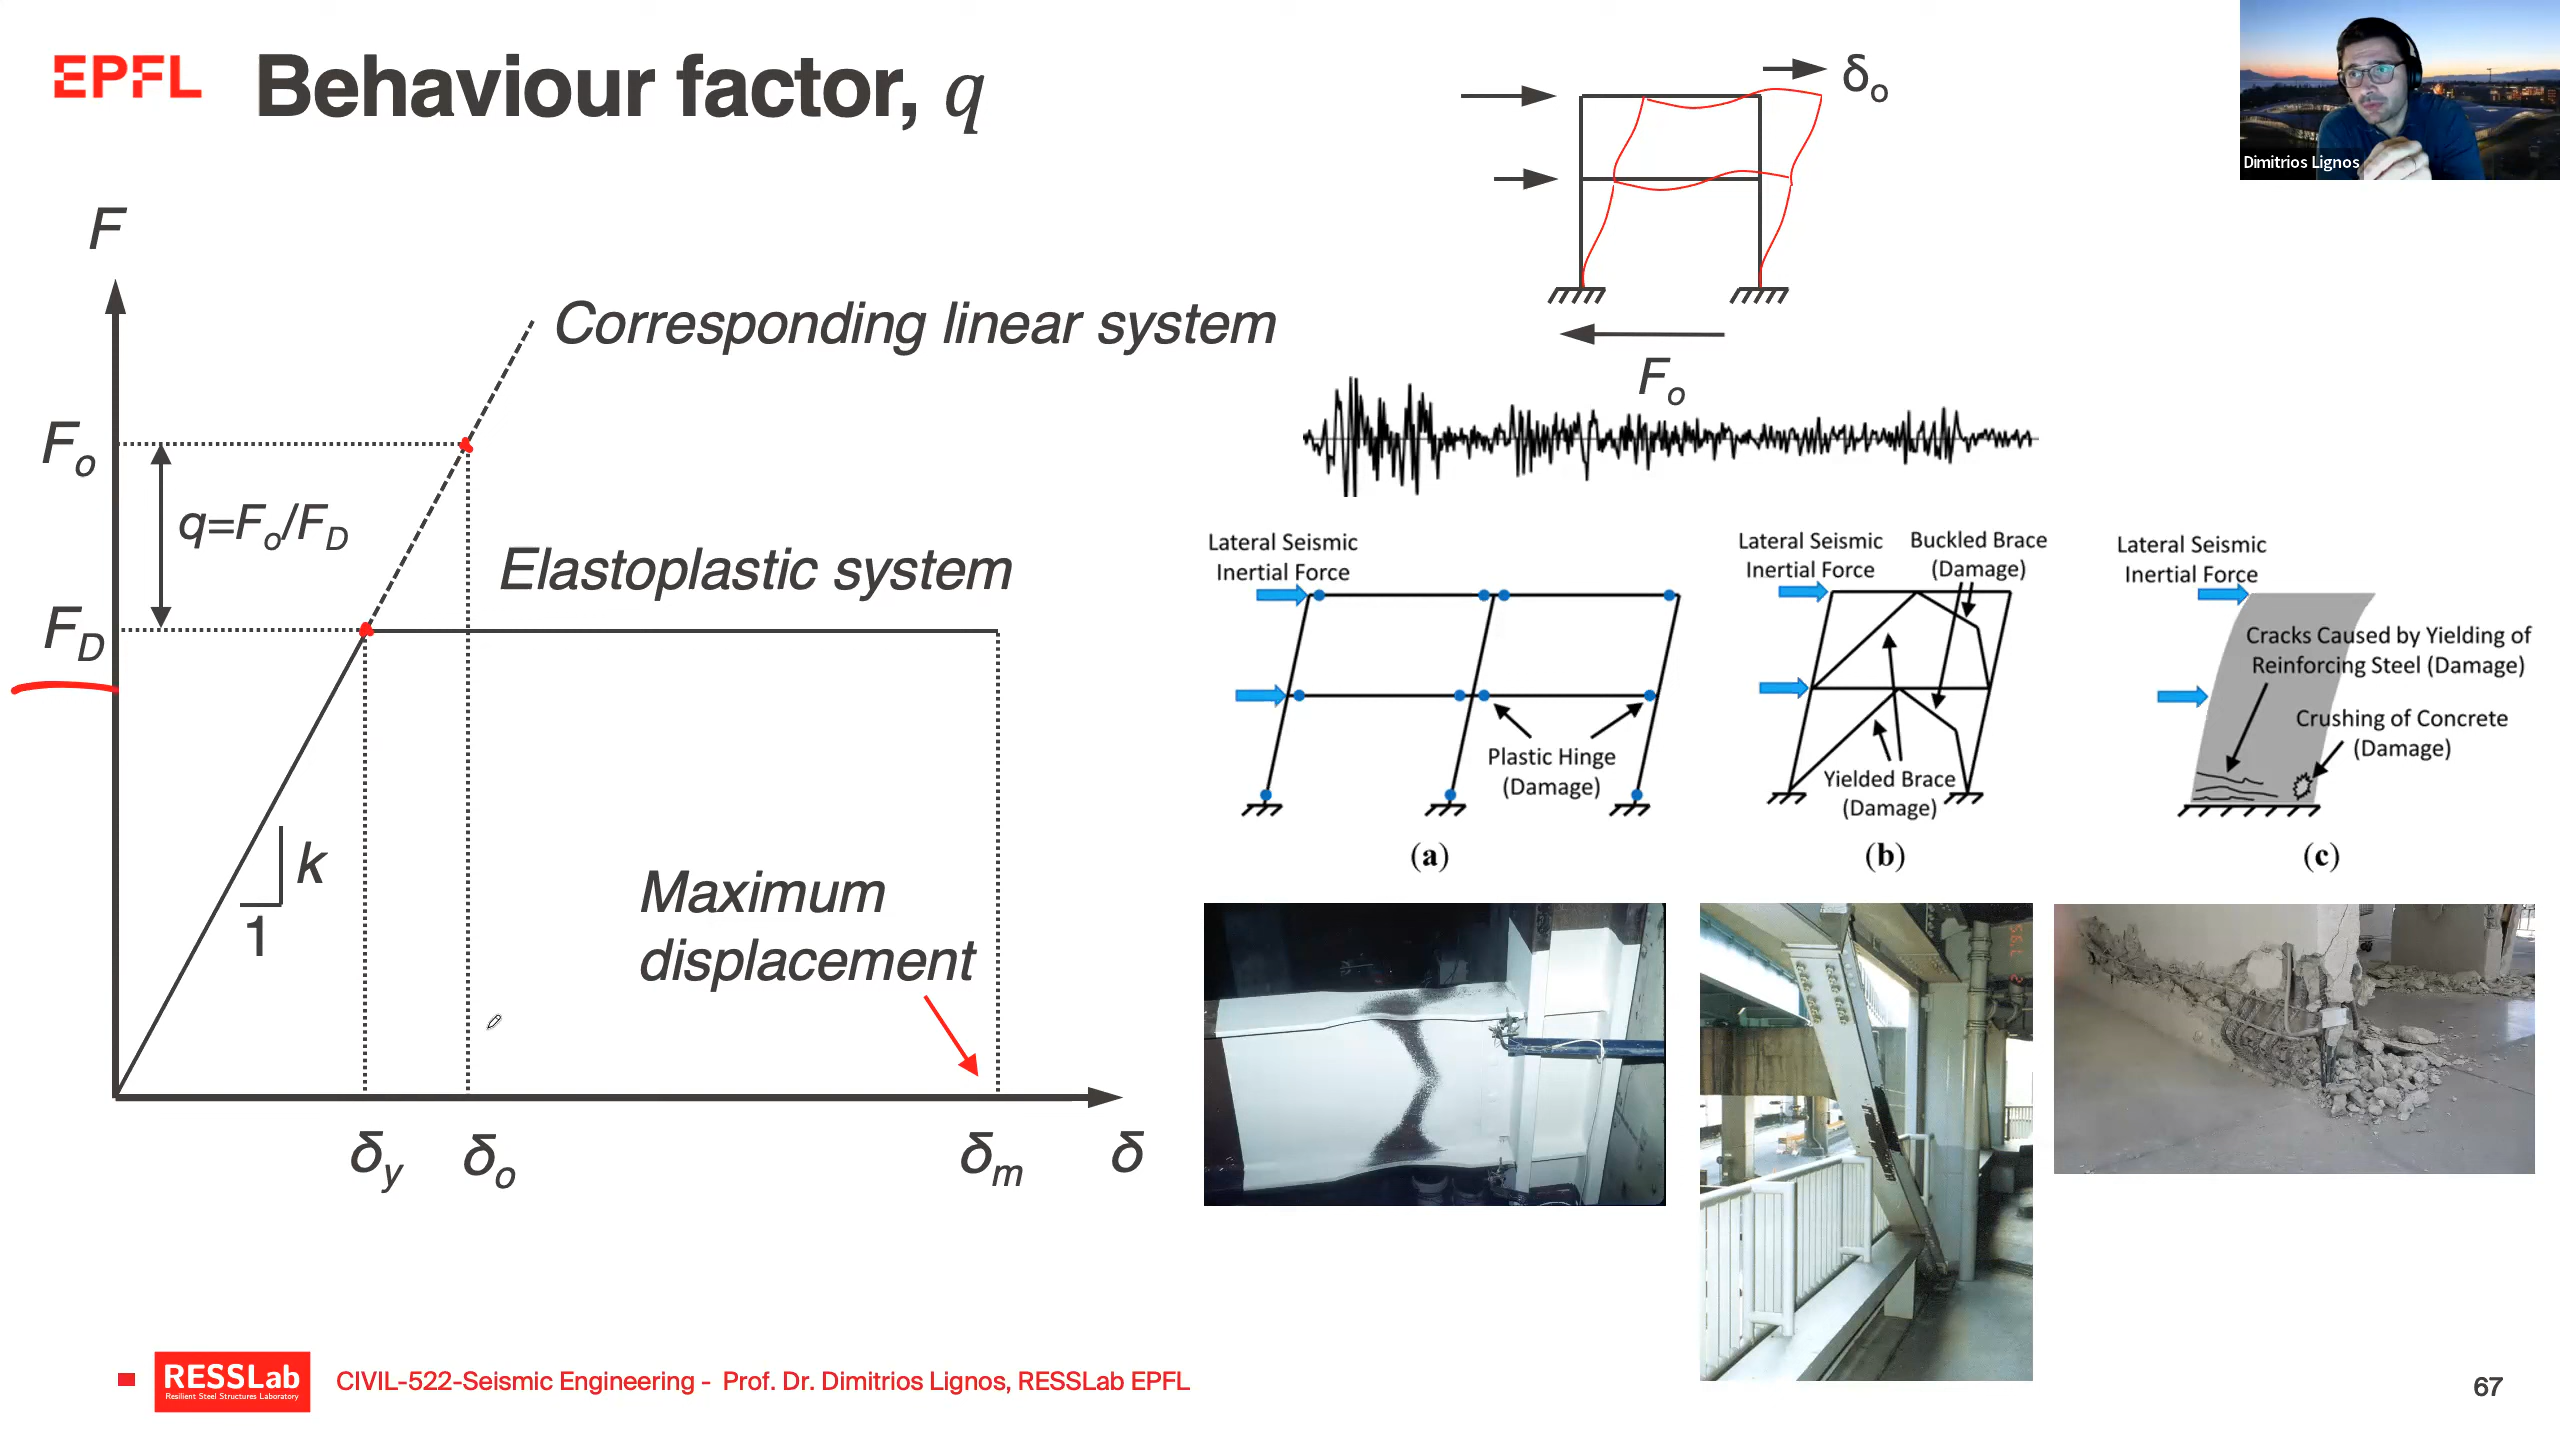 EPFL
Behaviour factor, q
δo
Fo
Dimitrios Lignos
F
Corresponding linear system
Fo
q=Fo/FD
Elastoplastic system
FD
k
1
Maximum
displacement
δy
δo
δm
δ
Lateral Seismic
Inertial Force
Plastic Hinge
(Damage)
(a)
Lateral Seismic
Inertial Force
Buckled Brace
(Damage)
Yielded Brace
(Damage)
(b)
Lateral Seismic
Inertial Force
Cracks Caused by Yielding of
Reinforcing Steel (Damage)
Crushing of Concrete
(Damage)
(c)
RESSLab
Resilient Steel Structures Laboratory
CIVIL-522-Seismic Engineering - Prof. Dr. Dimitrios Lignos, RESSLab EPFL
67